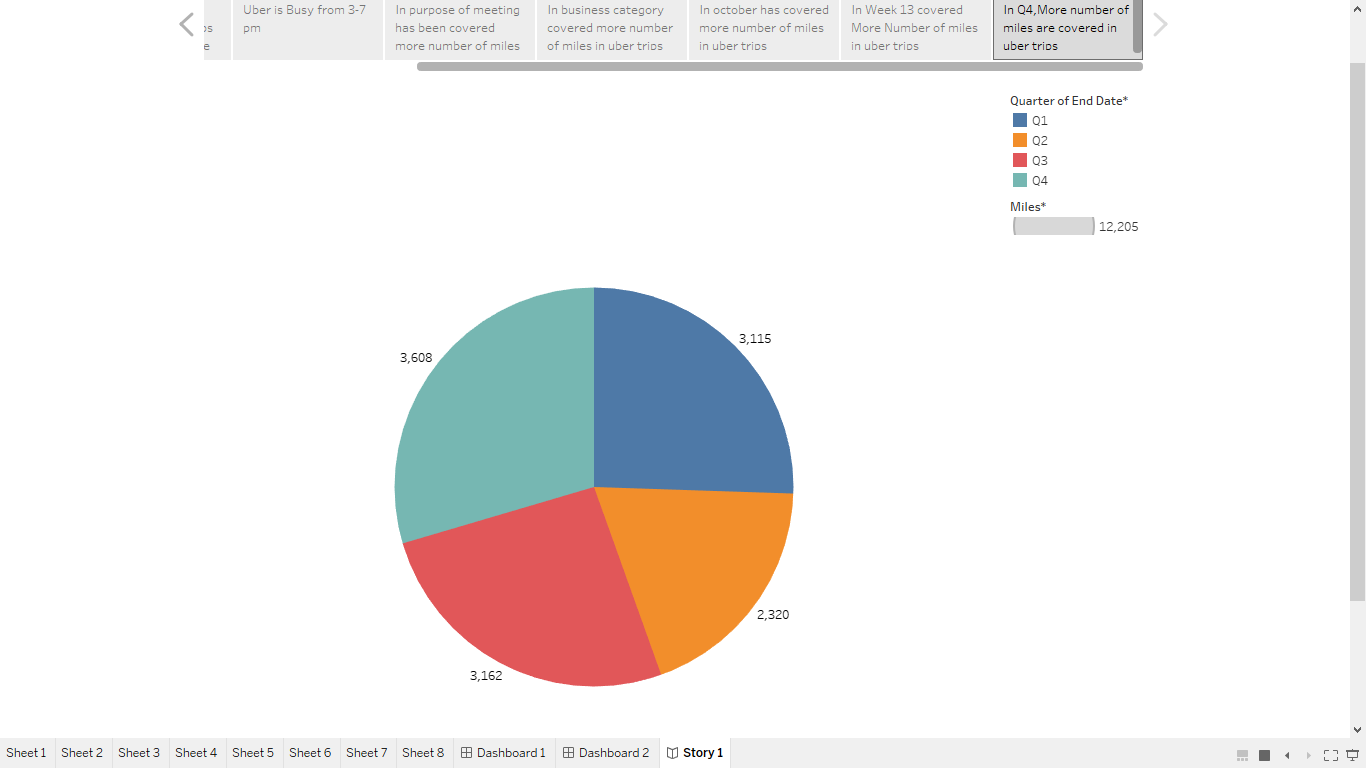 os
e
Uber is Busy from 3-7
pm
In purpose of meeting
has been covered
more number of miles
In business category
covered more number
of miles in uber trips
In october has covered
more number of miles
in uber trips
In Week 13 covered
More Number of miles
in uber trips
In Q4,More number of
miles are covered in
uber trips
Quarter of End Date*
Q1
Q2
Q3
Q4
Miles*
12,205
3,115
3,608
2,320
3,162
Sheet 1 Sheet 2 Sheet 3 Sheet 4 Sheet 5 Sheet 6 Sheet 7 Sheet 8 Dashboard 1 Dashboard 2 Story 1